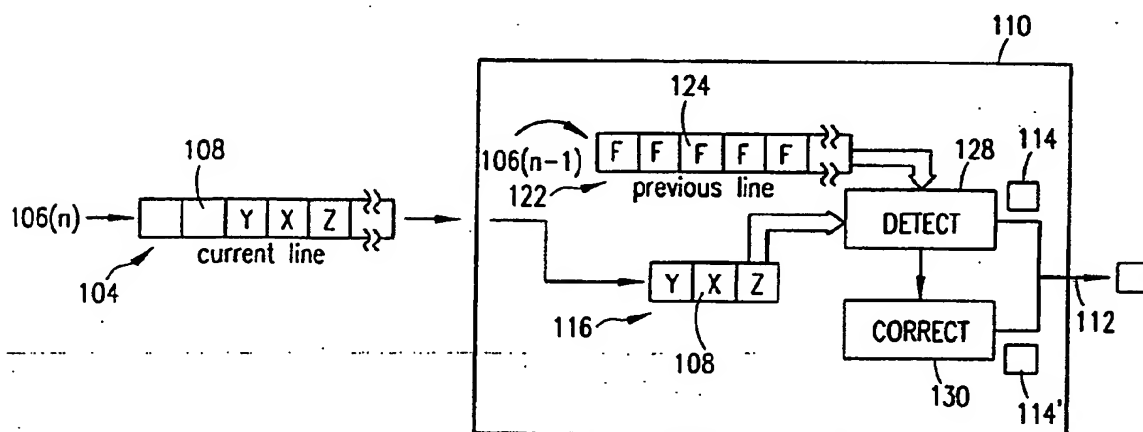 110
124
114
108
106(n-1)
F F F F F
128
122
previous line
106(n)
Y X Z
DETECT
current line
104
Y X Z
112
116
108
CORRECT
130
114'